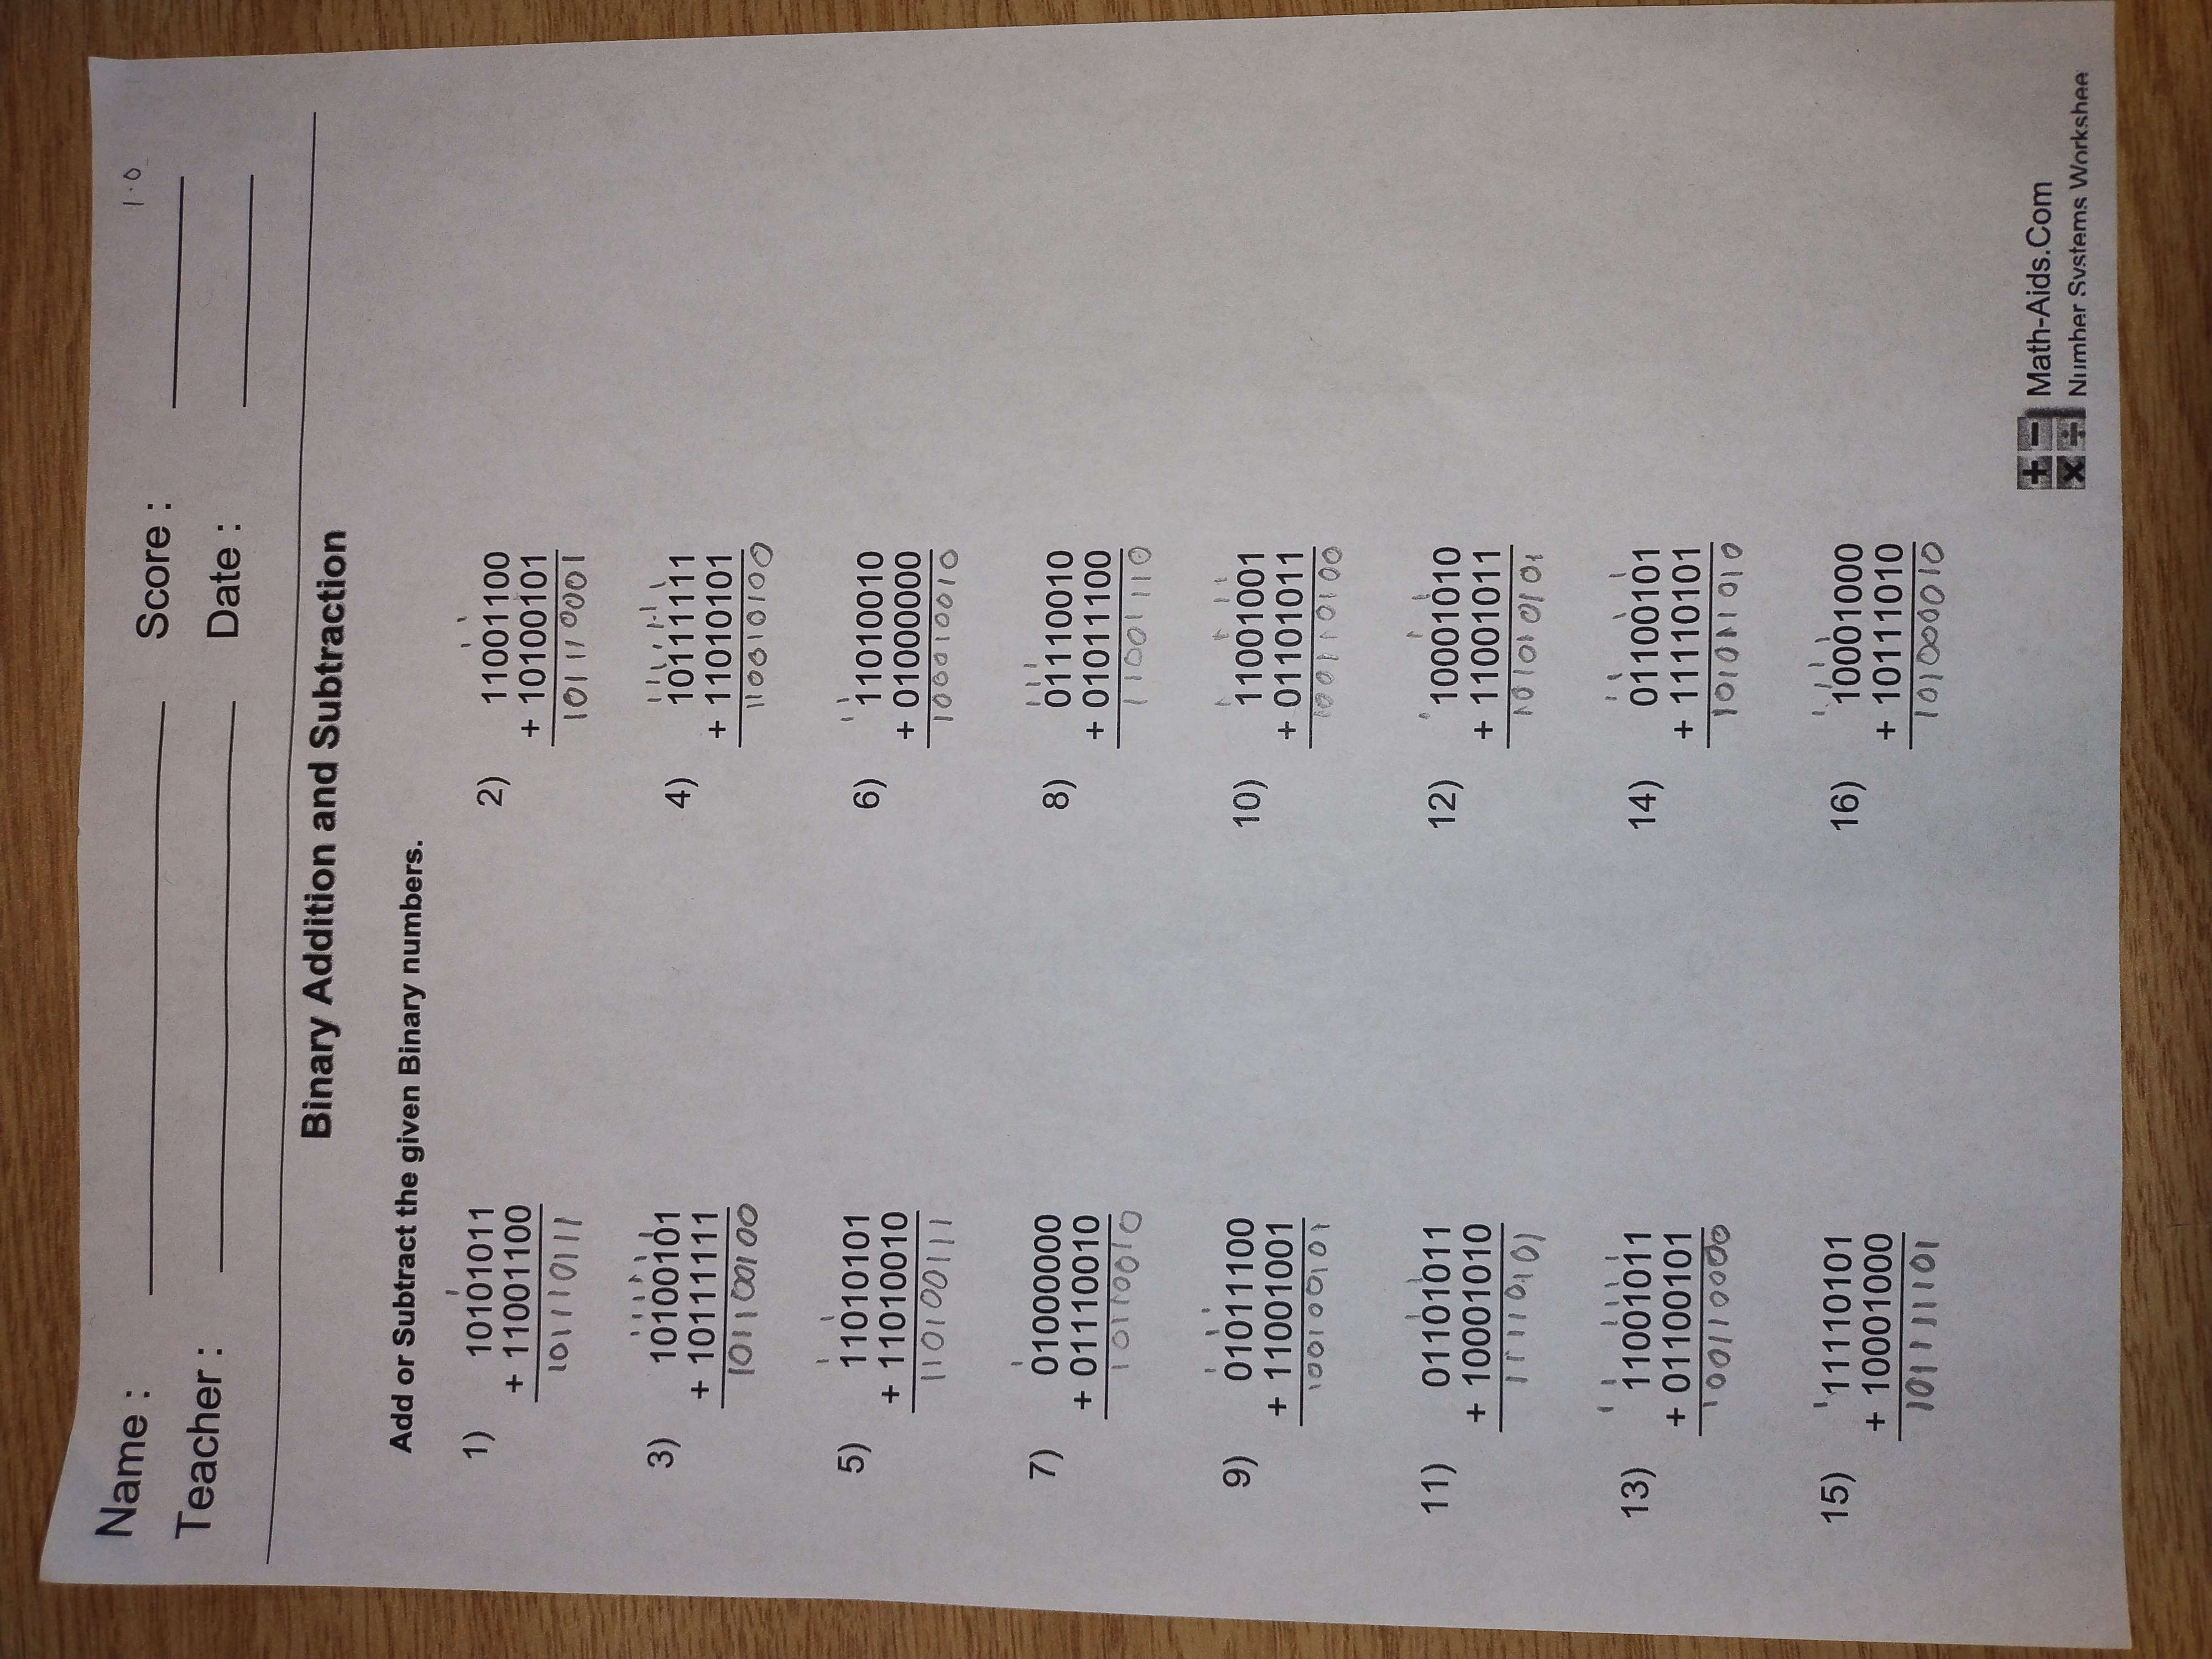 1.0
Name : Score :
Teacher : Date :
Binary Addition and Subtraction
Add or Subtract the given Binary numbers.
1) 10101011 2) 11001100
+ 11001100 + 10100101
101110111 101110001
3) 10100101 4) 10111111
+ 10111111 + 11010101
101100100 110010100
5) 11010101 6) 11010010
+ 11010010 + 01000000
110100111 100010010
7) 01000000 8) 01110010
+ 01110010 + 01011100
10110010 11001110
9) 01011100 10) 11001001
+ 11001001 + 01101011
100100101 100110100
11) 01101011 12) 10001010
+ 10001010 + 11001011
11110101 101010101
13) 11001011 14) 01100101
+ 01100101 + 11110101
100110000 101011010
15) 11110101 16) 10001000
+ 10001000 + 10111010
101111101 101000010
+ − Math-Aids.Com
× ÷ Number Systems Workshee